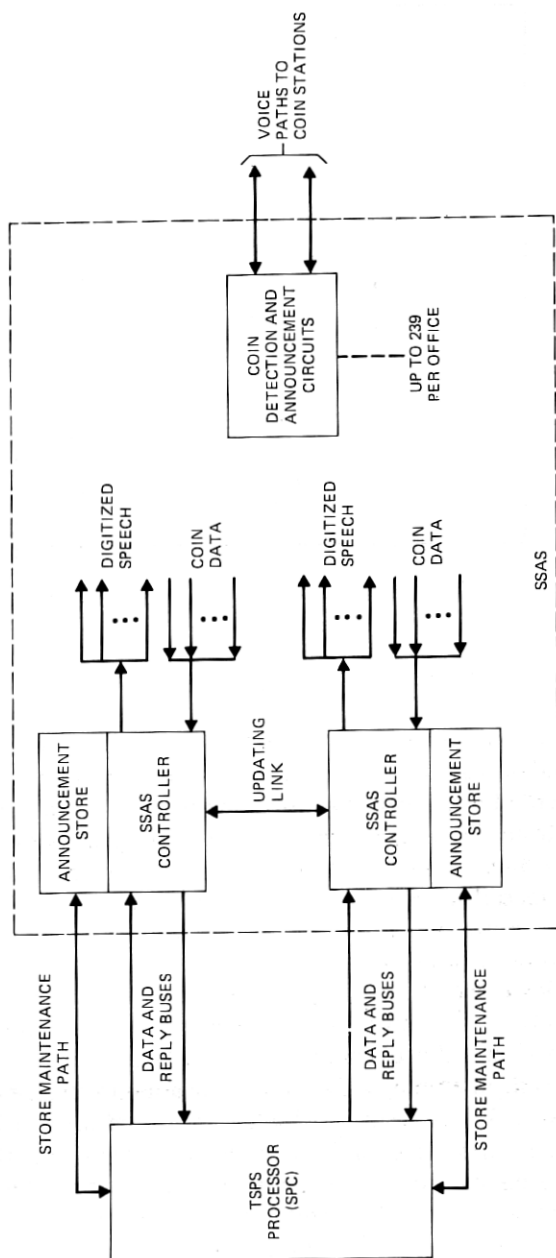 TSPS
PROCESSOR
(SPC)
STORE MAINTENANCE
PATH
DATA AND
REPLY BUSES
DATA AND
REPLY BUSES
STORE MAINTENANCE
PATH
ANNOUNCEMENT
STORE
SSAS
CONTROLLER
UPDATING
LINK
SSAS
CONTROLLER
ANNOUNCEMENT
STORE
DIGITIZED
SPEECH
COIN
DATA
DIGITIZED
SPEECH
COIN
DATA
COIN
DETECTION AND
ANNOUNCEMENT
CIRCUITS
UP TO 239
PER OFFICE
VOICE
PATHS TO
COIN STATIONS
SSAS